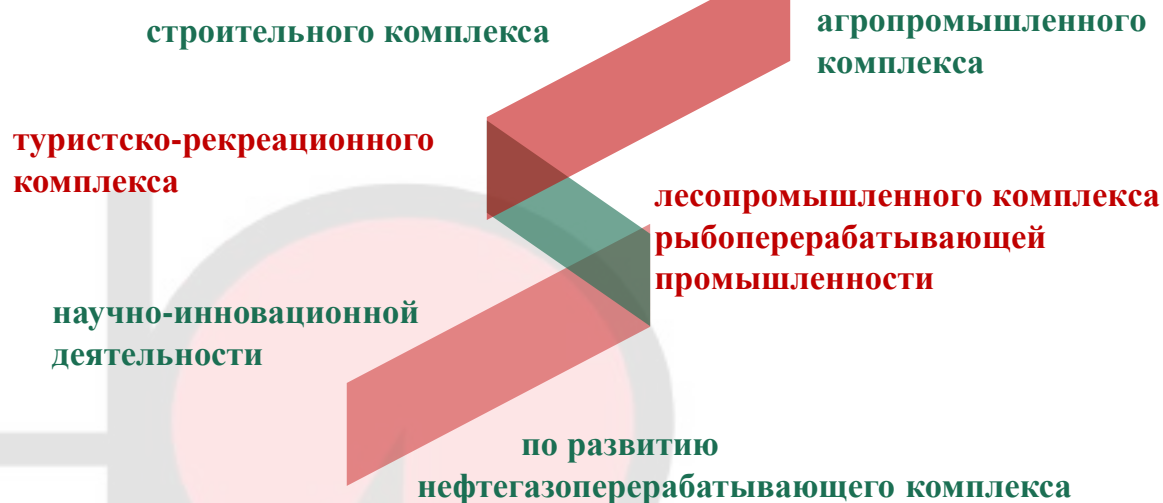 строительного комплекса
агропромышленного
комплекса
туристско-рекреационного
комплекса
лесопромышленного комплекса
рыбоперерабатывающей
промышленности
научно-инновационной
деятельности
по развитию
нефтегазоперерабатывающего комплекса